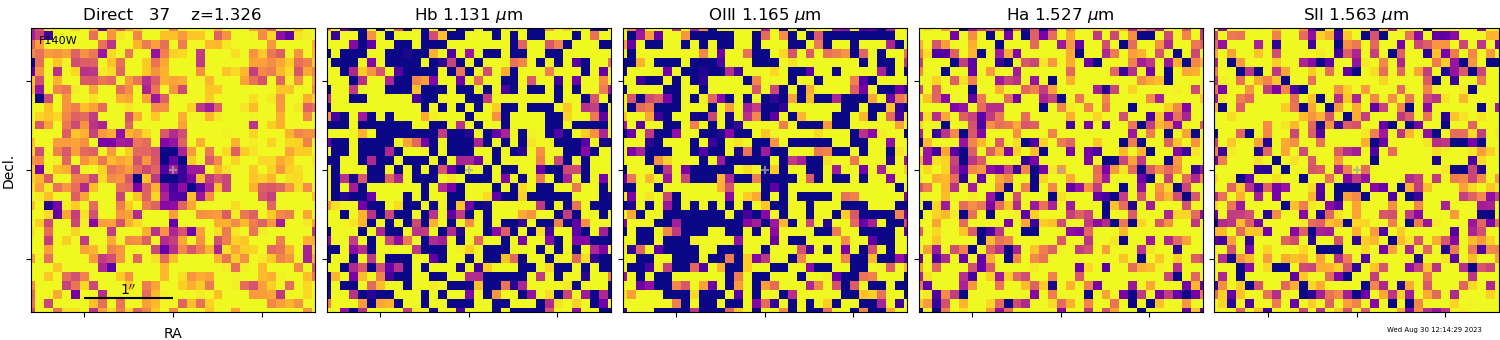 Direct 37 z=1.326
Hb 1.131 μm
OIII 1.165 μm
Ha 1.527 μm
SII 1.563 μm
F140W
Decl.
1″
RA
Wed Aug 30 12:14:29 2023